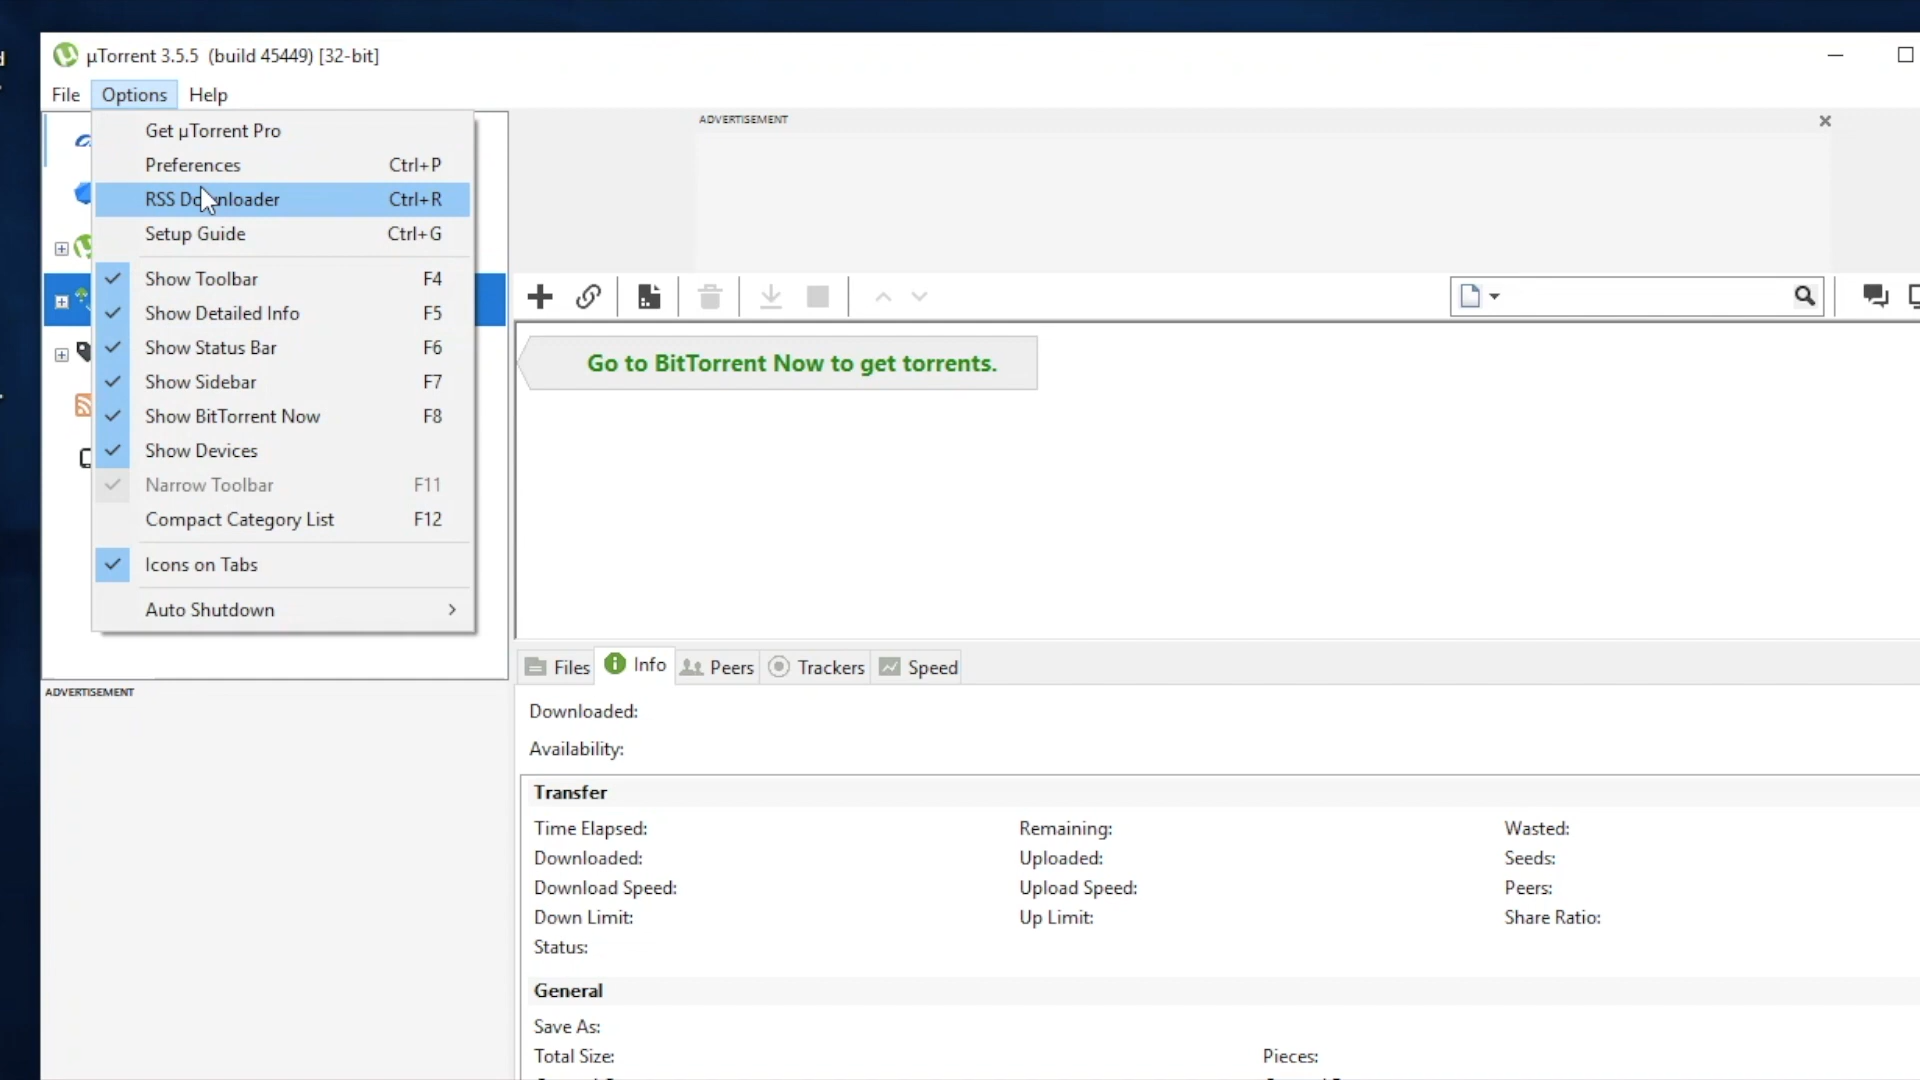 µTorrent 3.5.5 (build 45449) [32-bit]
File Options Help
Get µTorrent Pro
Preferences Ctrl+P
RSS Downloader Ctrl+R
Setup Guide Ctrl+G
Show Toolbar F4
Show Detailed Info F5
Show Status Bar F6
Show Sidebar F7
Show BitTorrent Now F8
Show Devices
Narrow Toolbar F11
Compact Category List F12
Icons on Tabs
Auto Shutdown
ADVERTISEMENT
ADVERTISEMENT
Go to BitTorrent Now to get torrents.
Files Info Peers Trackers Speed
Downloaded:
Availability:
Transfer
Time Elapsed: Remaining: Wasted:
Downloaded: Uploaded: Seeds:
Download Speed: Upload Speed: Peers:
Down Limit: Up Limit: Share Ratio:
Status:
General
Save As:
Total Size: Pieces: